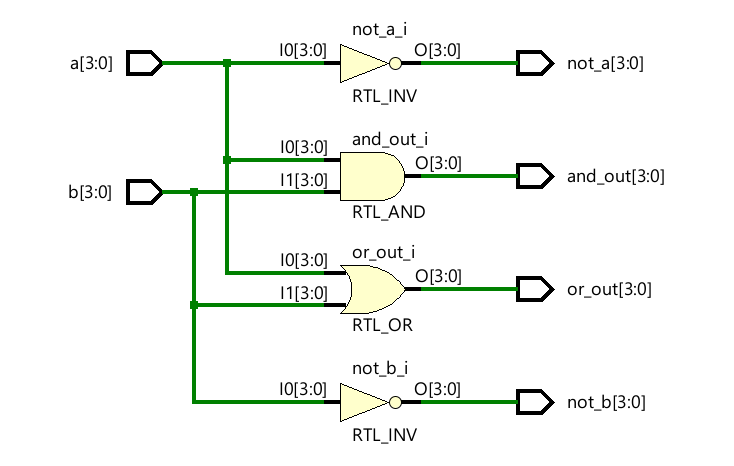 not_a_i
a[3:0]
I0[3:0]
O[3:0]
not_a[3:0]
RTL_INV
and_out_i
I0[3:0]
O[3:0]
and_out[3:0]
b[3:0]
I1[3:0]
RTL_AND
or_out_i
I0[3:0]
O[3:0]
or_out[3:0]
I1[3:0]
RTL_OR
not_b_i
I0[3:0]
O[3:0]
not_b[3:0]
RTL_INV